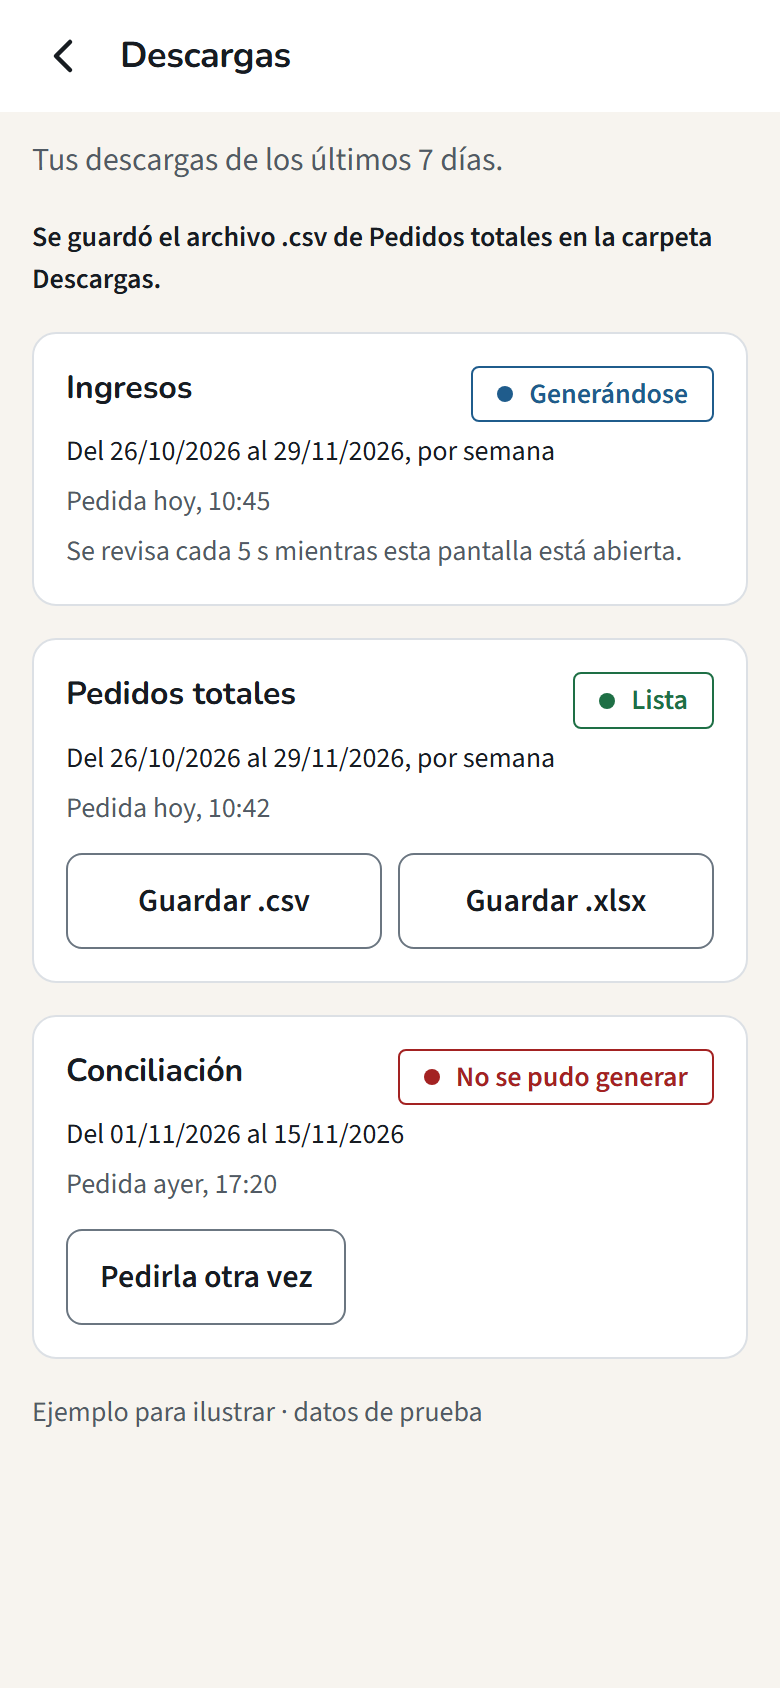 Descargas
Tus descargas de los últimos 7 días.
Se guardó el archivo .csv de Pedidos totales en la carpeta
Descargas.
Ingresos
Generándose
Del 26/10/2026 al 29/11/2026, por semana
Pedida hoy, 10:45
Se revisa cada 5 s mientras esta pantalla está abierta.
Pedidos totales
Lista
Del 26/10/2026 al 29/11/2026, por semana
Pedida hoy, 10:42
Guardar .csv
Guardar .xlsx
Conciliación
No se pudo generar
Del 01/11/2026 al 15/11/2026
Pedida ayer, 17:20
Pedirla otra vez
Ejemplo para ilustrar · datos de prueba